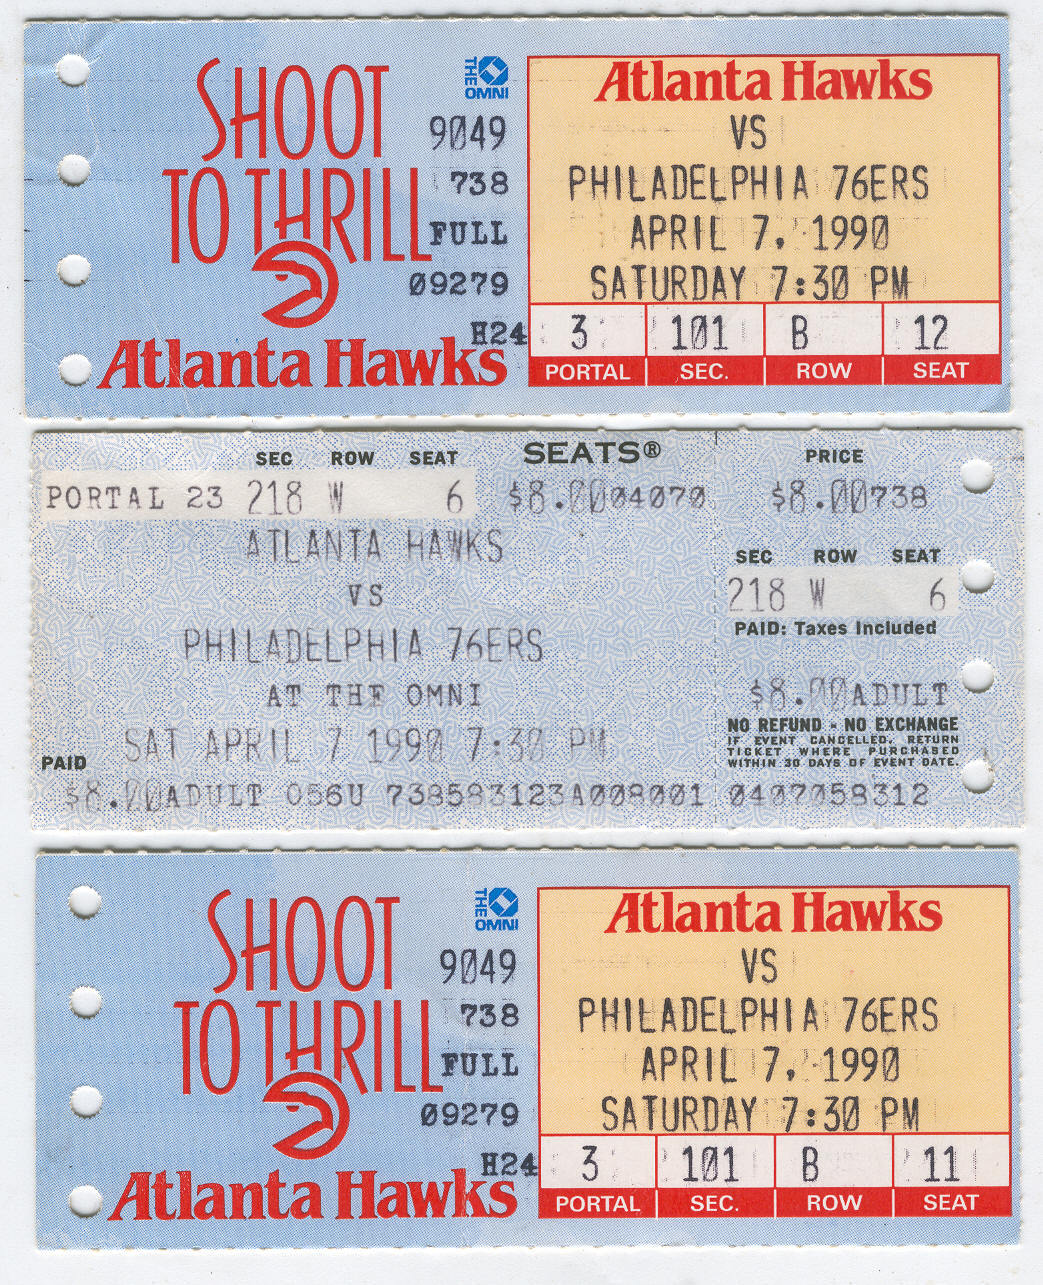 SHOOT
TO THRILL
Atlanta Hawks
THE OMNI
9049
738
FULL
09279
H24
Atlanta Hawks
VS
PHILADELPHIA 76ERS
APRIL 7, 1990
SATURDAY 7:30 PM
3 101 B 12
PORTAL SEC. ROW SEAT
SEC ROW SEAT SEATS® PRICE
PORTAL 23 218 W 6 $8.00 04070 $8.00 738
ATLANTA HAWKS
VS
PHILADELPHIA 76ERS
AT THE OMNI
SAT APRIL 7 1990 7:30 PM
PAID
$8.00 ADULT 056U 738583123A008001 0407058312
SEC ROW SEAT
218 W 6
PAID: Taxes Included
$8.00 ADULT
NO REFUND - NO EXCHANGE
IF EVENT CANCELLED, RETURN
TICKET WHERE PURCHASED
WITHIN 30 DAYS OF EVENT DATE.
SHOOT
TO THRILL
Atlanta Hawks
THE OMNI
9049
738
FULL
09279
H24
Atlanta Hawks
VS
PHILADELPHIA 76ERS
APRIL 7, 1990
SATURDAY 7:30 PM
3 101 B 11
PORTAL SEC. ROW SEAT